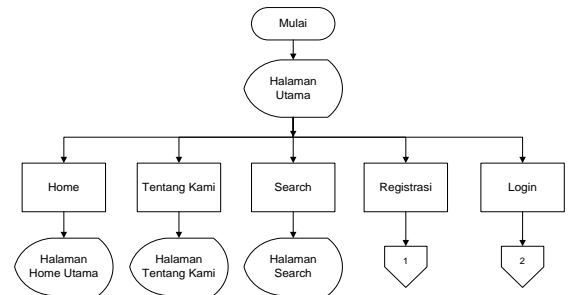 Mulai
Halaman
Utama
Home
Tentang Kami
Search
Registrasi
Login
Halaman
Home Utama
Halaman
Tentang Kami
Halaman
Search
1
2